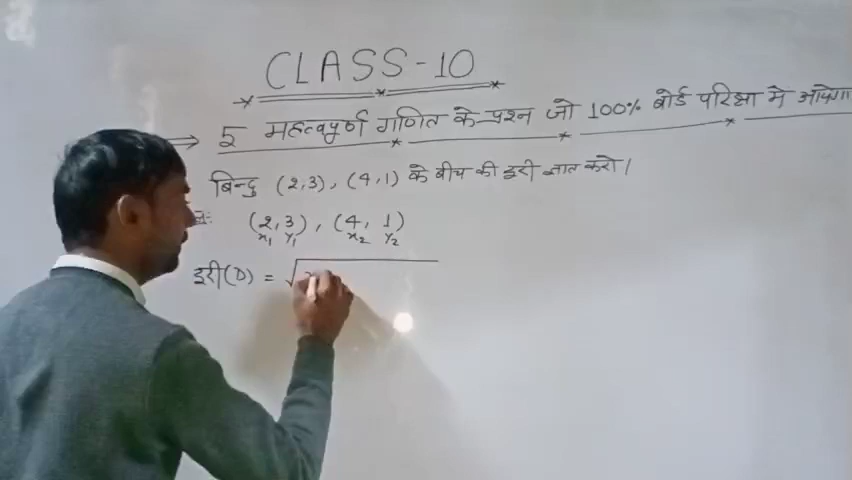 CLASS-10
⇒ 5 महत्वपूर्ण गणित के प्रश्न जो 100% बोर्ड परिक्षा मे आयेगा
बिन्दु (2,3), (4,1) के बीच की दूरी ज्ञात करो।
(2,3), (4, 1)
x₁ y₁ x₂ y₂
दूरी(D) = √